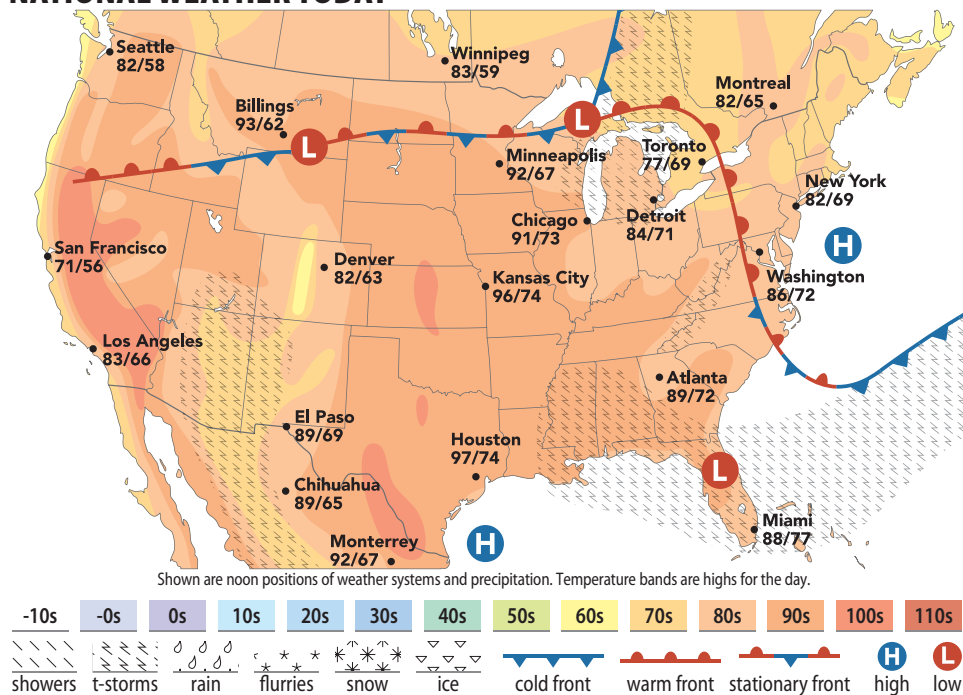 NATIONAL WEATHER TODAY
Seattle
82/58
Winnipeg
83/59
Montreal
82/65
Billings
93/62
L
L
Minneapolis
92/67
Toronto
77/69
New York
82/69
Chicago
91/73
Detroit
84/71
H
San Francisco
71/56
Denver
82/63
Kansas City
96/74
Washington
86/72
Los Angeles
83/66
Atlanta
89/72
El Paso
89/69
Houston
97/74
L
Chihuahua
89/65
Miami
88/77
Monterrey
92/67
H
Shown are noon positions of weather systems and precipitation. Temperature bands are highs for the day.
-10s -0s 0s 10s 20s 30s 40s 50s 60s 70s 80s 90s 100s 110s
H L
showers t-storms rain flurries snow ice cold front warm front stationary front high low